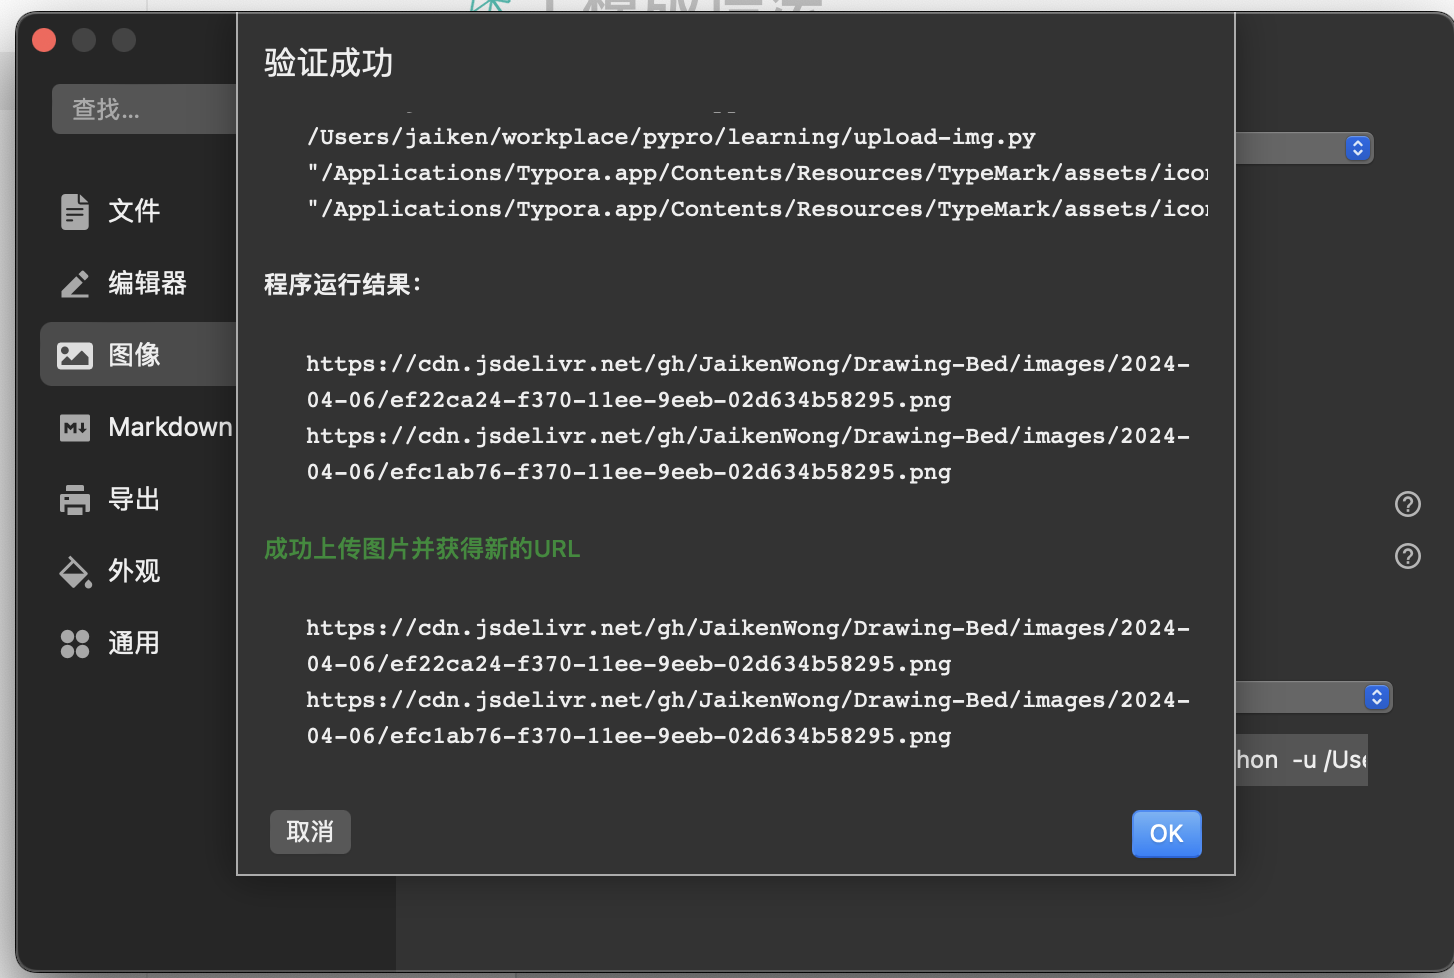 验证成功
查找...
/Users/jaiken/workplace/pypro/learning/upload-img.py
"/Applications/Typora.app/Contents/Resources/TypeMark/assets/icon
"/Applications/Typora.app/Contents/Resources/TypeMark/assets/icon
文件
程序运行结果：
编辑器
图像
https://cdn.jsdelivr.net/gh/JaikenWong/Drawing-Bed/images/2024-
04-06/ef22ca24-f370-11ee-9eeb-02d634b58295.png
Markdown
https://cdn.jsdelivr.net/gh/JaikenWong/Drawing-Bed/images/2024-
04-06/efc1ab76-f370-11ee-9eeb-02d634b58295.png
导出
成功上传图片并获得新的URL
外观
https://cdn.jsdelivr.net/gh/JaikenWong/Drawing-Bed/images/2024-
04-06/ef22ca24-f370-11ee-9eeb-02d634b58295.png
通用
https://cdn.jsdelivr.net/gh/JaikenWong/Drawing-Bed/images/2024-
04-06/efc1ab76-f370-11ee-9eeb-02d634b58295.png
hon -u /Use
取消
OK